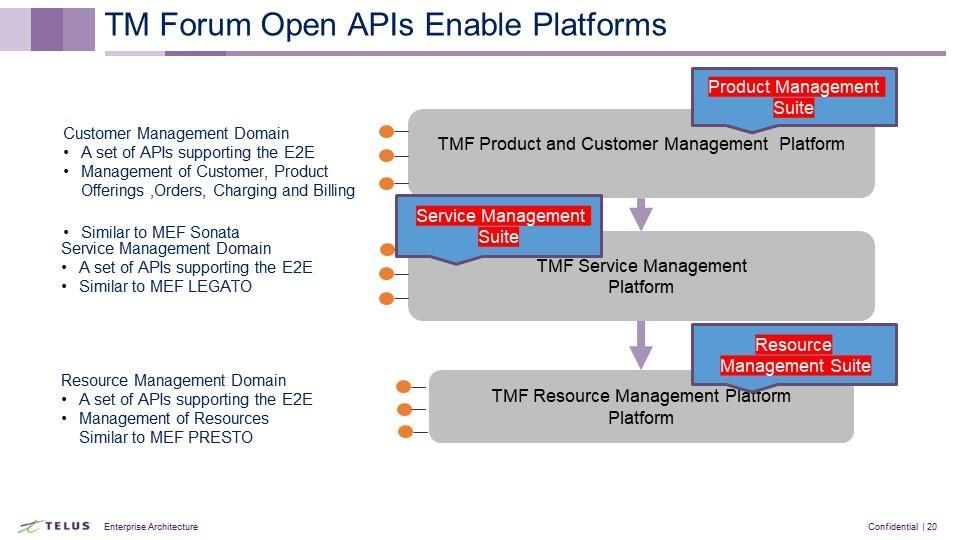 TM Forum Open APIs Enable Platforms
Product Management
Suite
Customer Management Domain
• A set of APIs supporting the E2E
• Management of Customer, Product
Offerings ,Orders, Charging and Billing
• Similar to MEF Sonata
TMF Product and Customer Management Platform
Service Management
Suite
Service Management Domain
• A set of APIs supporting the E2E
• Similar to MEF LEGATO
TMF Service Management
Platform
Resource
Management Suite
Resource Management Domain
• A set of APIs supporting the E2E
• Management of Resources
Similar to MEF PRESTO
TMF Resource Management Platform
Platform
TELUS
Enterprise Architecture
Confidential | 20